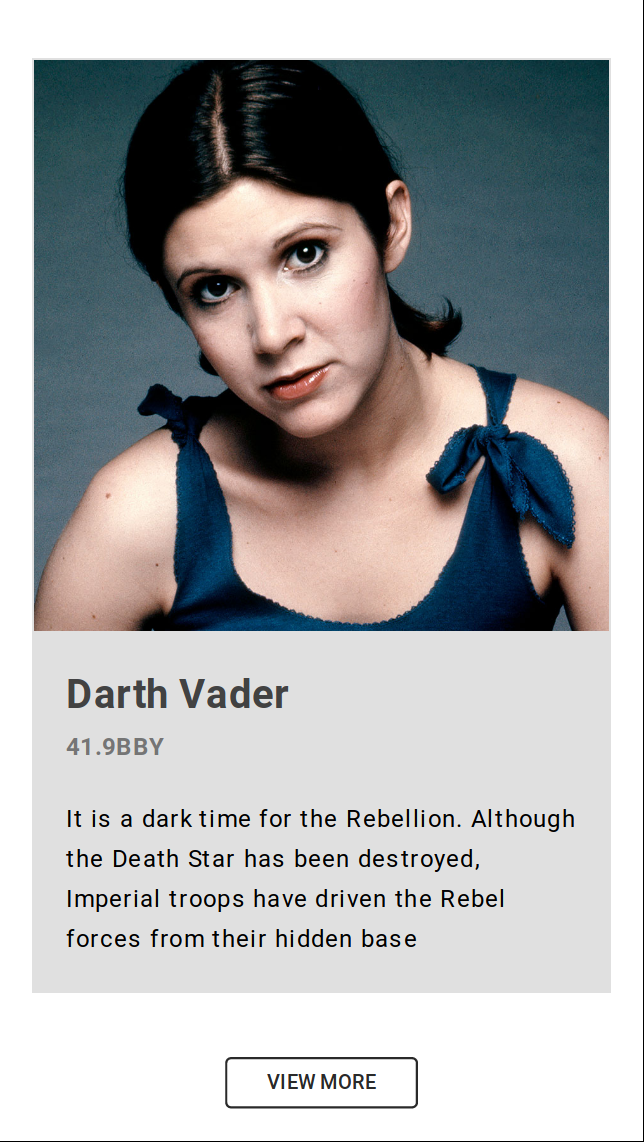 Darth Vader
41.9BBY
It is a dark time for the Rebellion. Although
the Death Star has been destroyed,
Imperial troops have driven the Rebel
forces from their hidden base
VIEW MORE